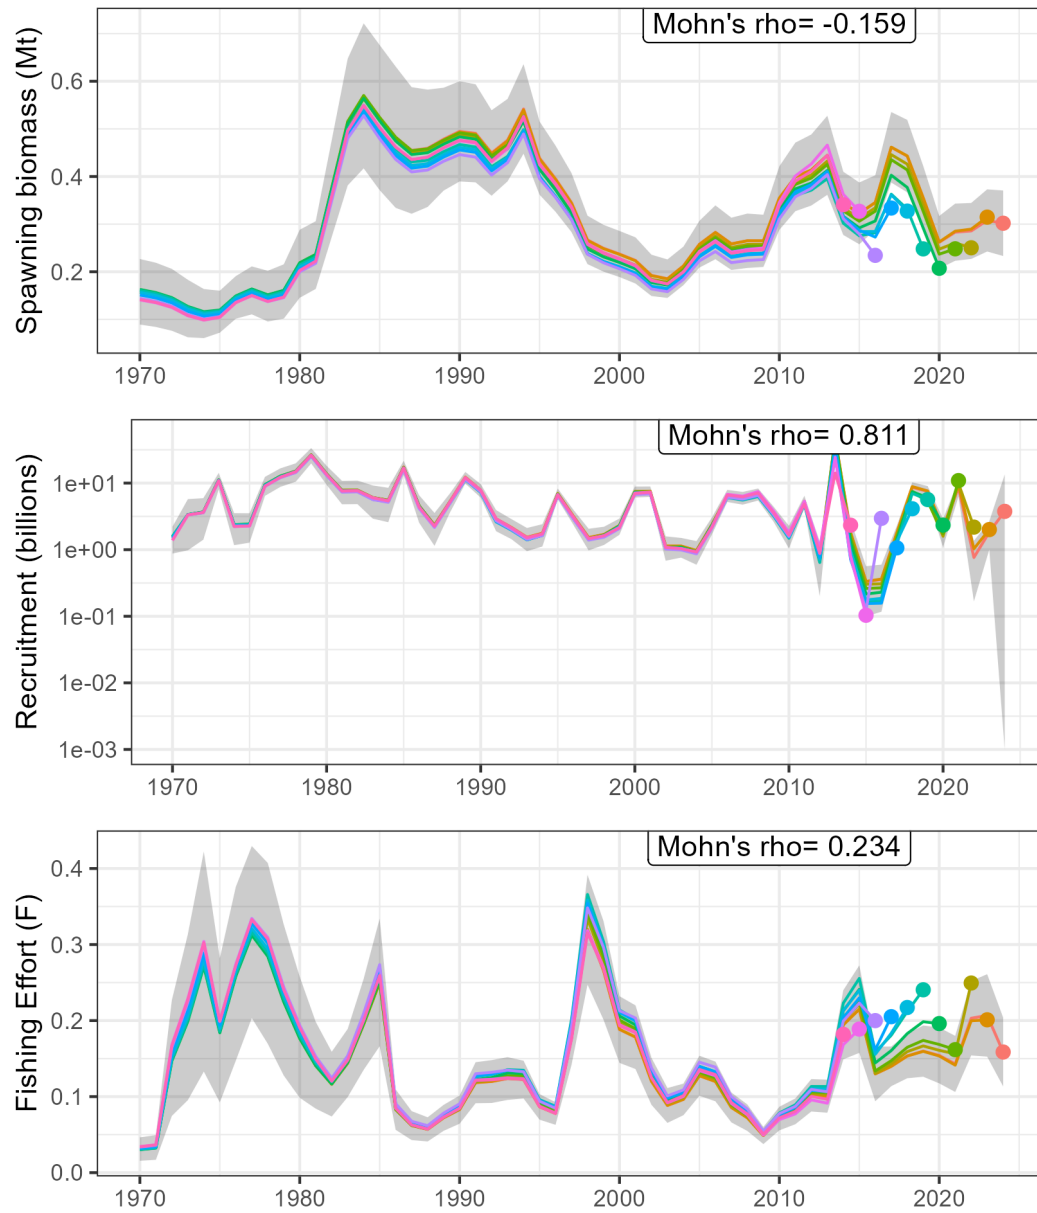 Mohn's rho= -0.159
Spawning biomass (Mt)
0.6
0.4
0.2
1970 1980 1990 2000 2010 2020
Mohn's rho= 0.811
Recruitment (billions)
1e+01
1e+00
1e-01
1e-02
1e-03
1970 1980 1990 2000 2010 2020
Mohn's rho= 0.234
Fishing Effort (F)
0.4
0.3
0.2
0.1
0.0
1970 1980 1990 2000 2010 2020